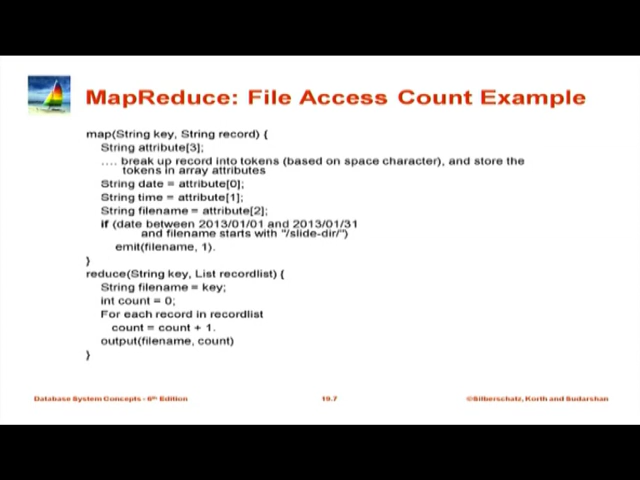 MapReduce: File Access Count Example
map(String key, String record) {
String attribute[3];
.... break up record into tokens (based on space character), and store the
tokens in array attributes
String date = attribute[0];
String time = attribute[1];
String filename = attribute[2];
if (date between 2013/01/01 and 2013/01/31
and filename starts with "/slide-dir/")
emit(filename, 1).
}
reduce(String key, List recordlist) {
String filename = key;
int count = 0;
For each record in recordlist
count = count + 1.
output(filename, count)
}
Database System Concepts - 6th Edition
19.7
©Silberschatz, Korth and Sudarshan